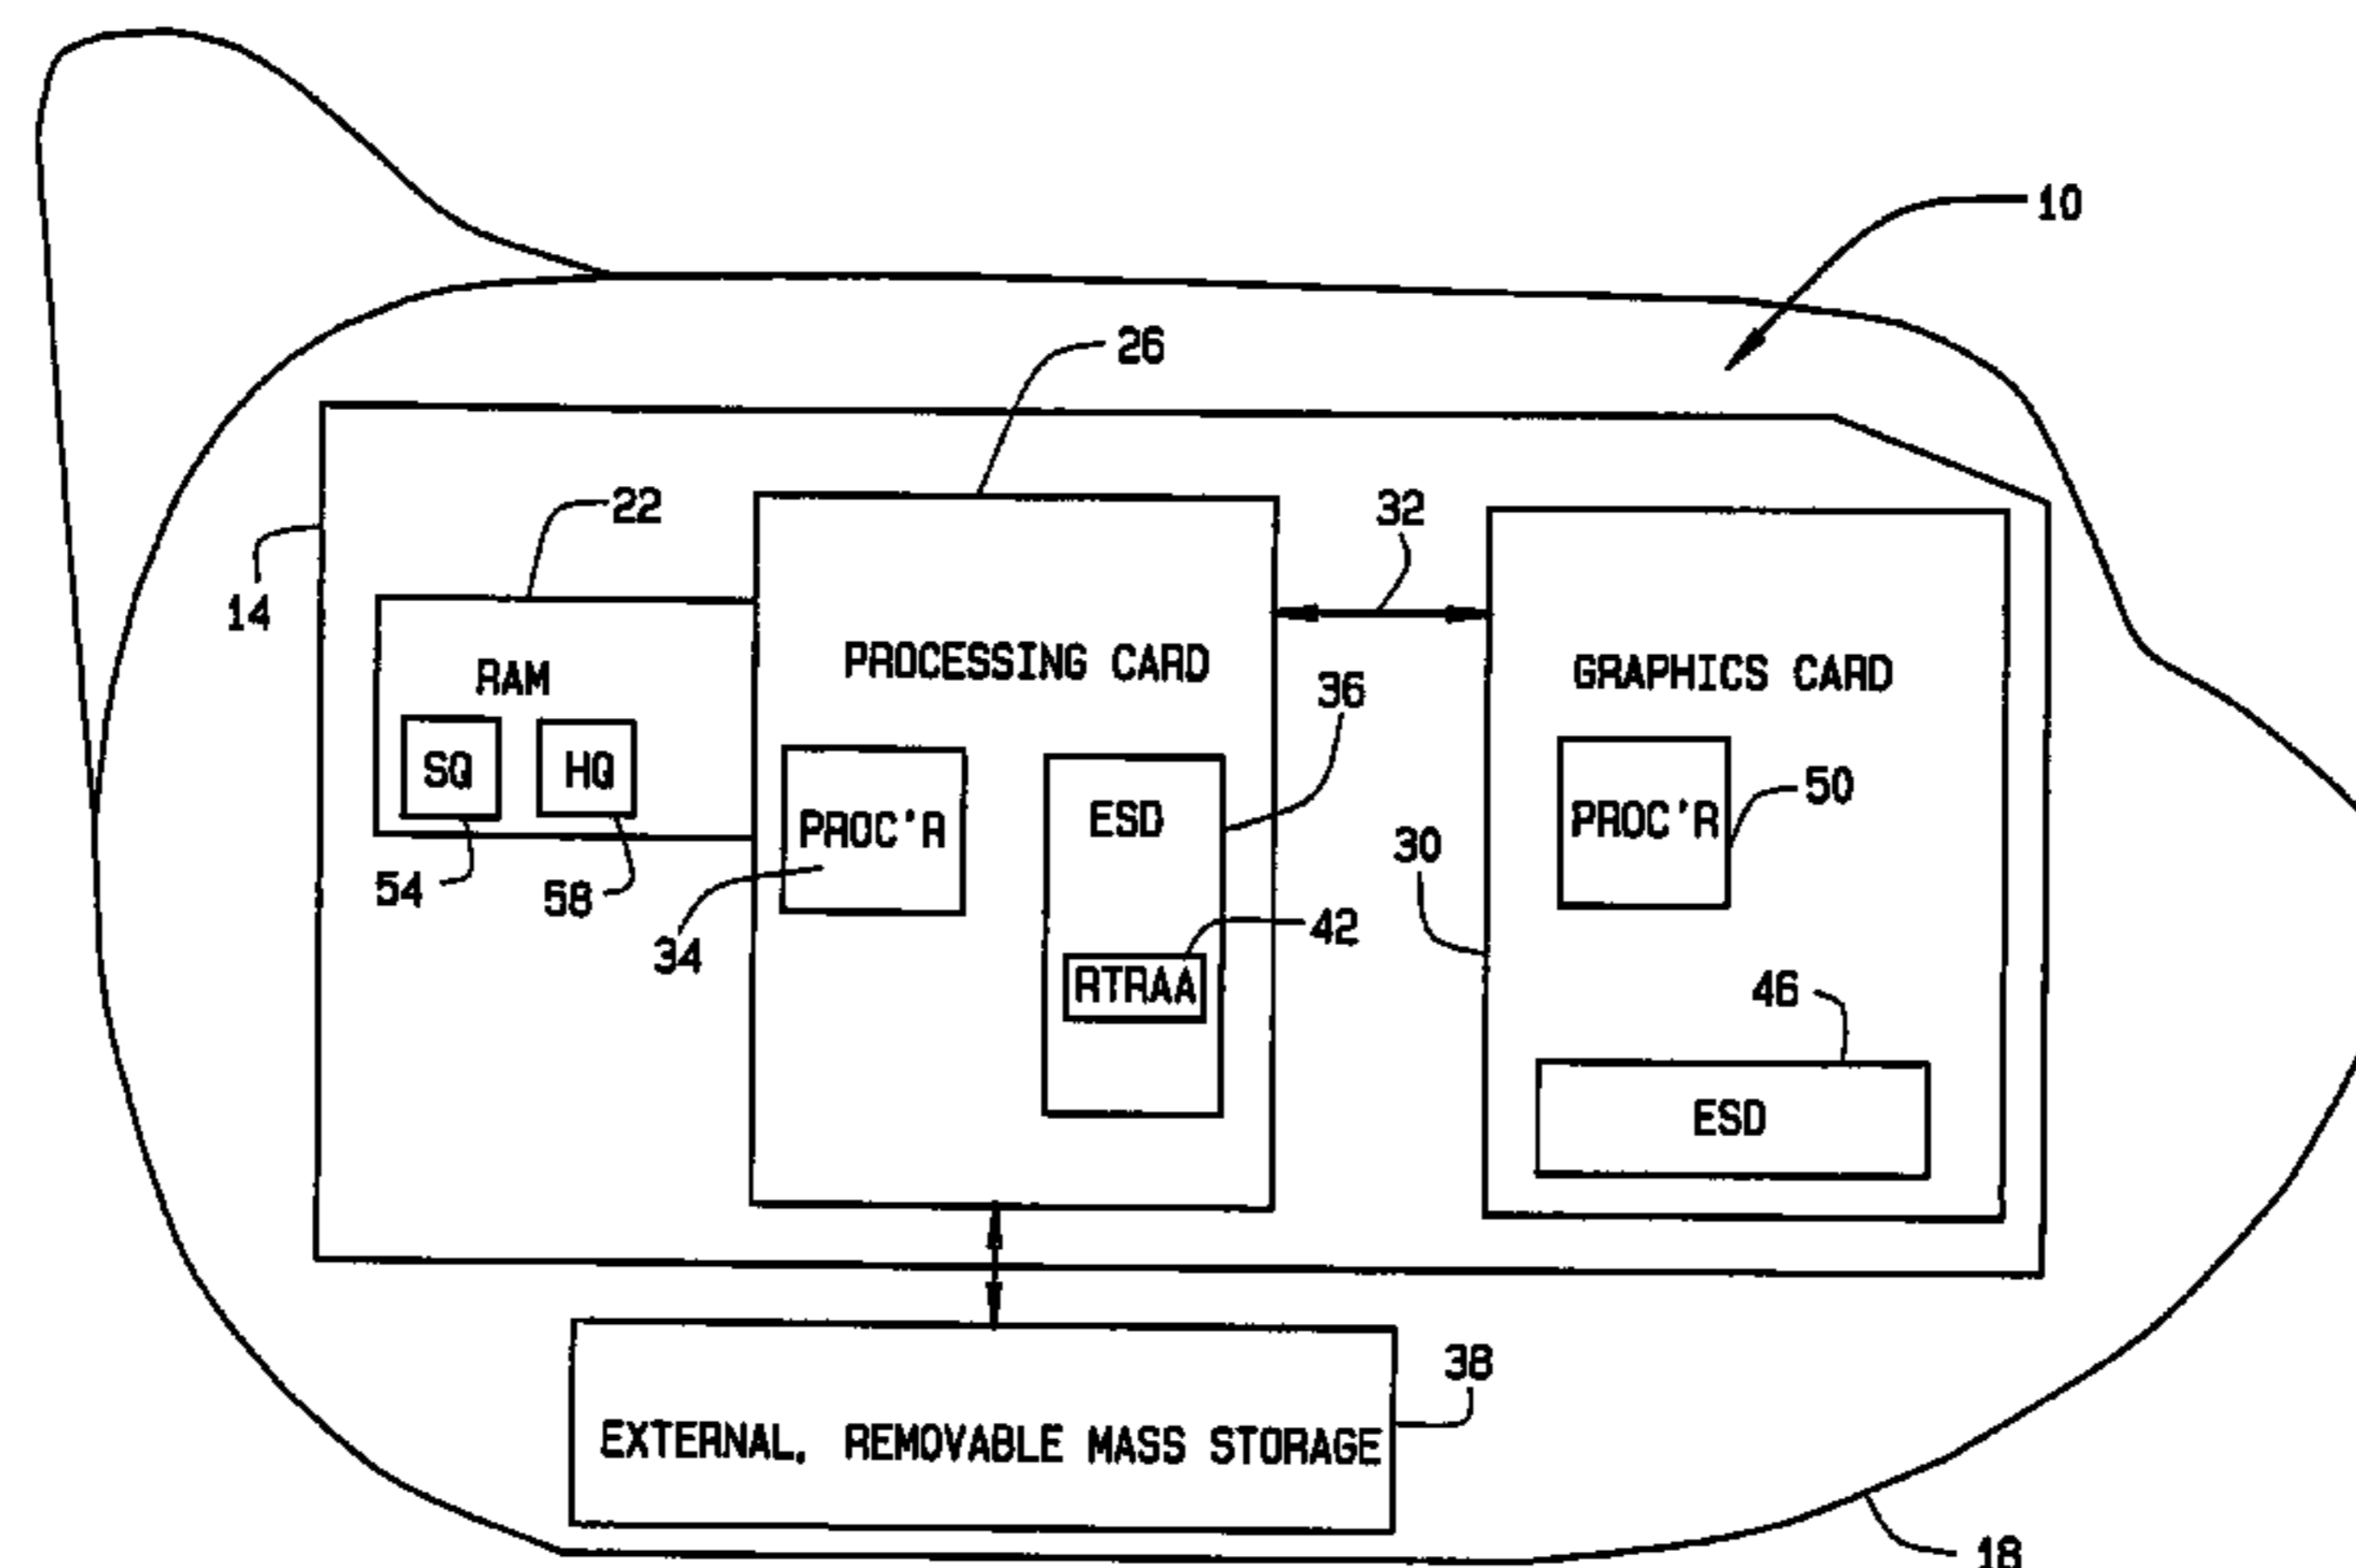 10
26
22
32
14
PROCESSING CARD
GRAPHICS CARD
RAM
36
SQ
HQ
PROC'R
ESD
PROC'R
50
30
54
58
34
42
RTRAA
46
ESD
38
EXTERNAL, REMOVABLE MASS STORAGE
18